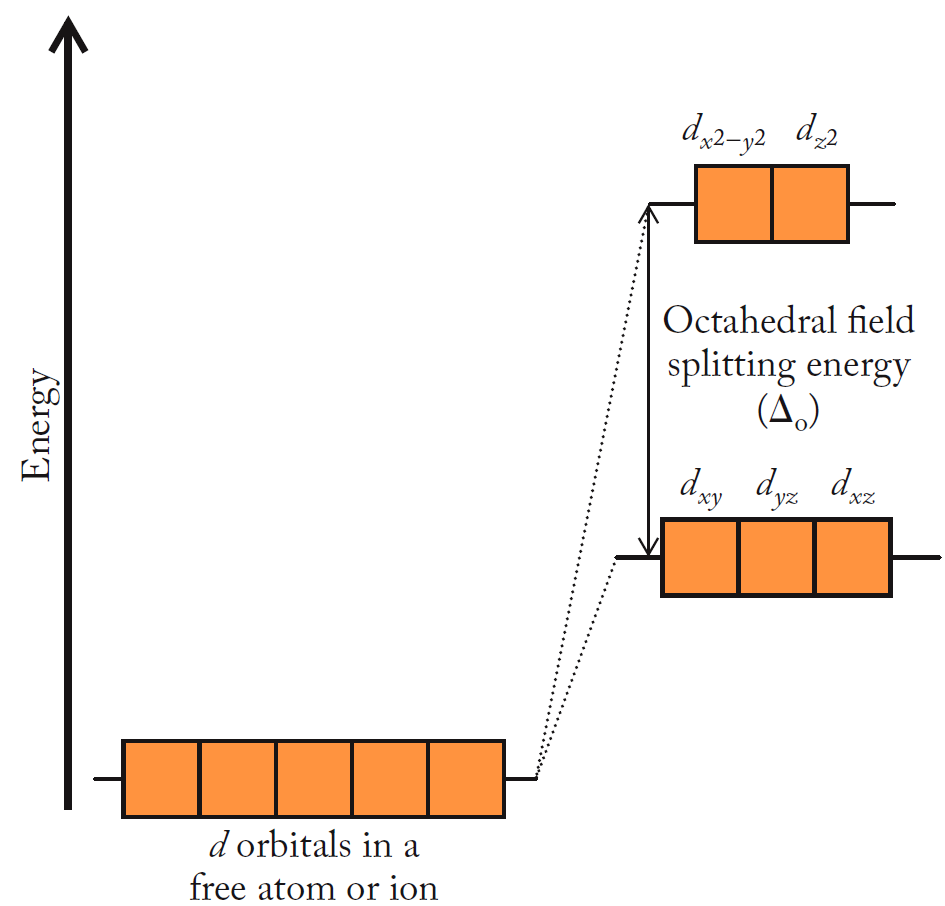 Energy
dx2−y2 dz2
Octahedral field
splitting energy
(Δo)
dxy dyz dxz
d orbitals in a
free atom or ion